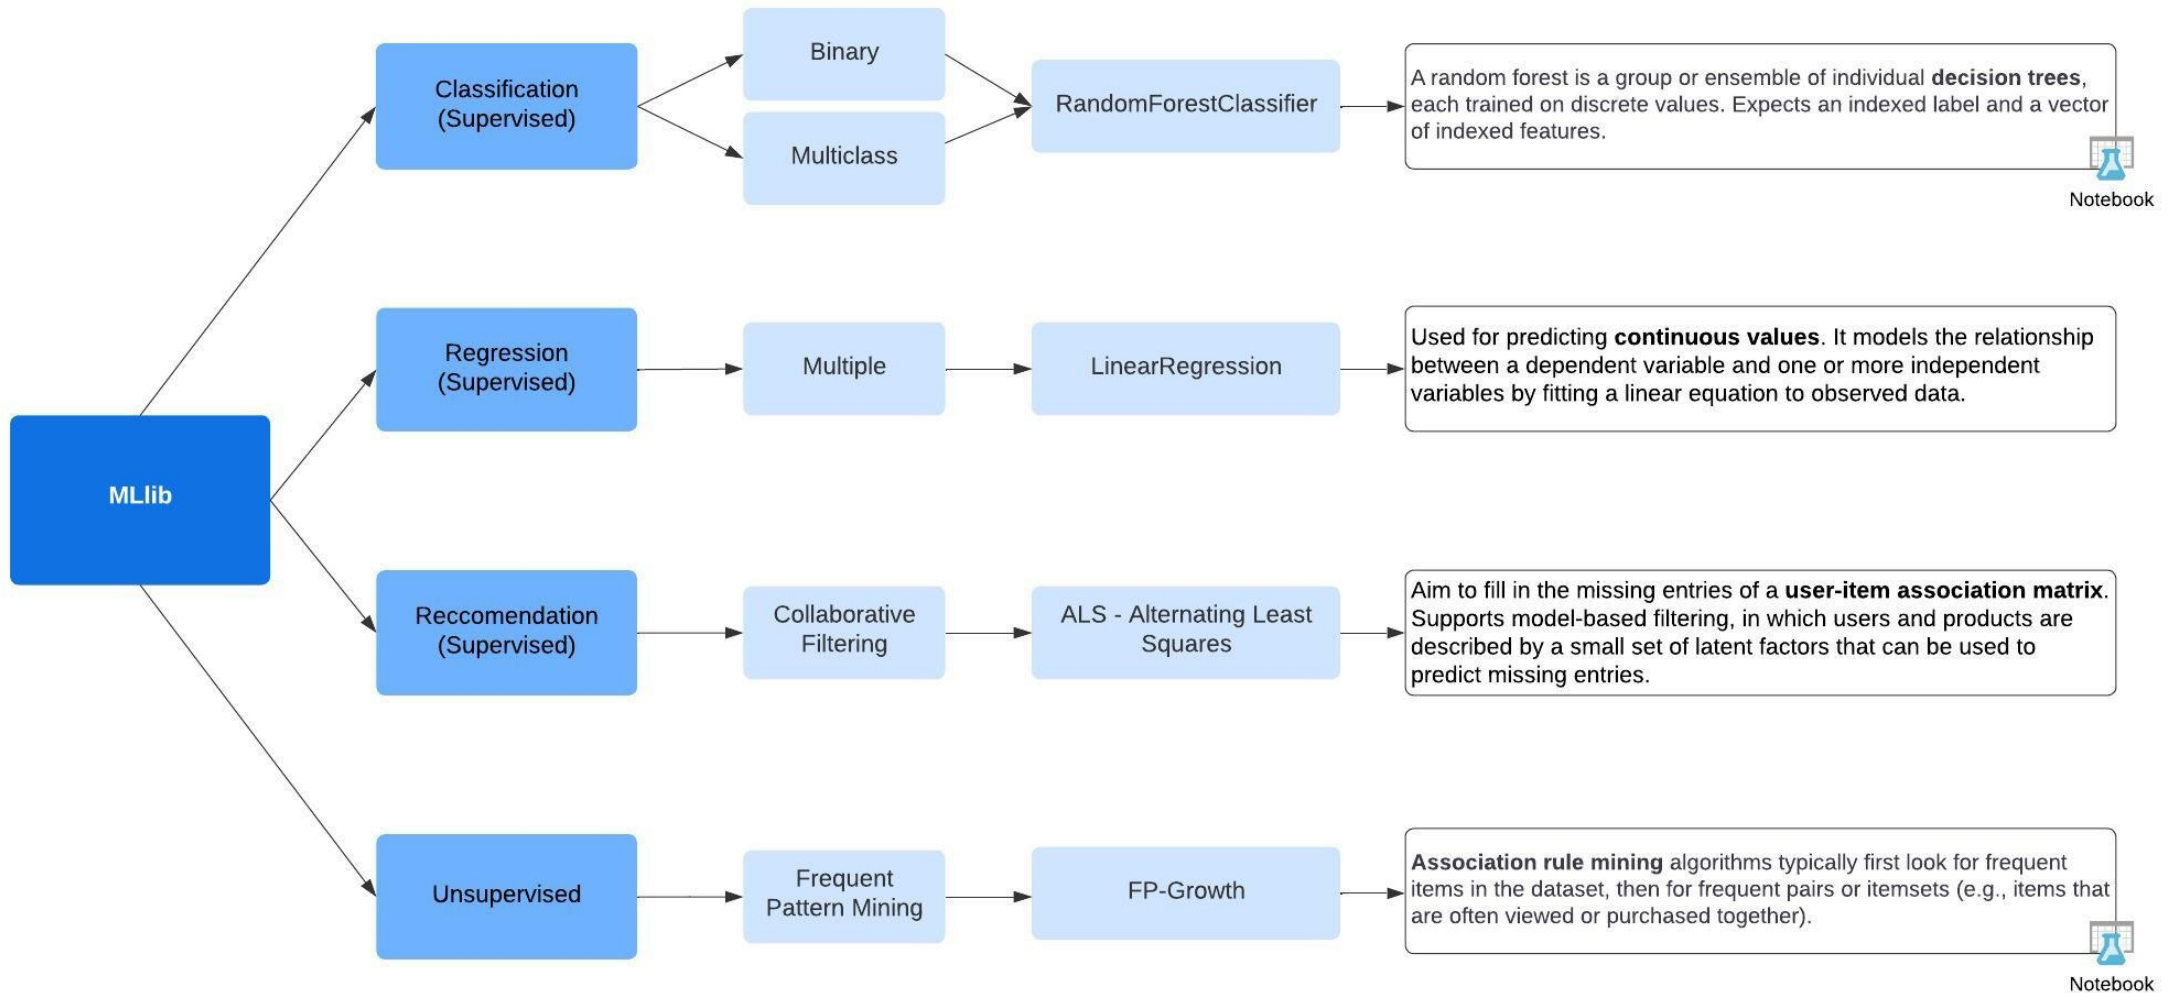 Binary
Classification
(Supervised)
Multiclass
RandomForestClassifier
A random forest is a group or ensemble of individual decision trees,
each trained on discrete values. Expects an indexed label and a vector
of indexed features.
Notebook
Regression
(Supervised)
Multiple
LinearRegression
Used for predicting continuous values. It models the relationship
between a dependent variable and one or more independent
variables by fitting a linear equation to observed data.
MLlib
Reccomendation
(Supervised)
Collaborative
Filtering
ALS - Alternating Least
Squares
Aim to fill in the missing entries of a user-item association matrix.
Supports model-based filtering, in which users and products are
described by a small set of latent factors that can be used to
predict missing entries.
Unsupervised
Frequent
Pattern Mining
FP-Growth
Association rule mining algorithms typically first look for frequent
items in the dataset, then for frequent pairs or itemsets (e.g., items that
are often viewed or purchased together).
Notebook